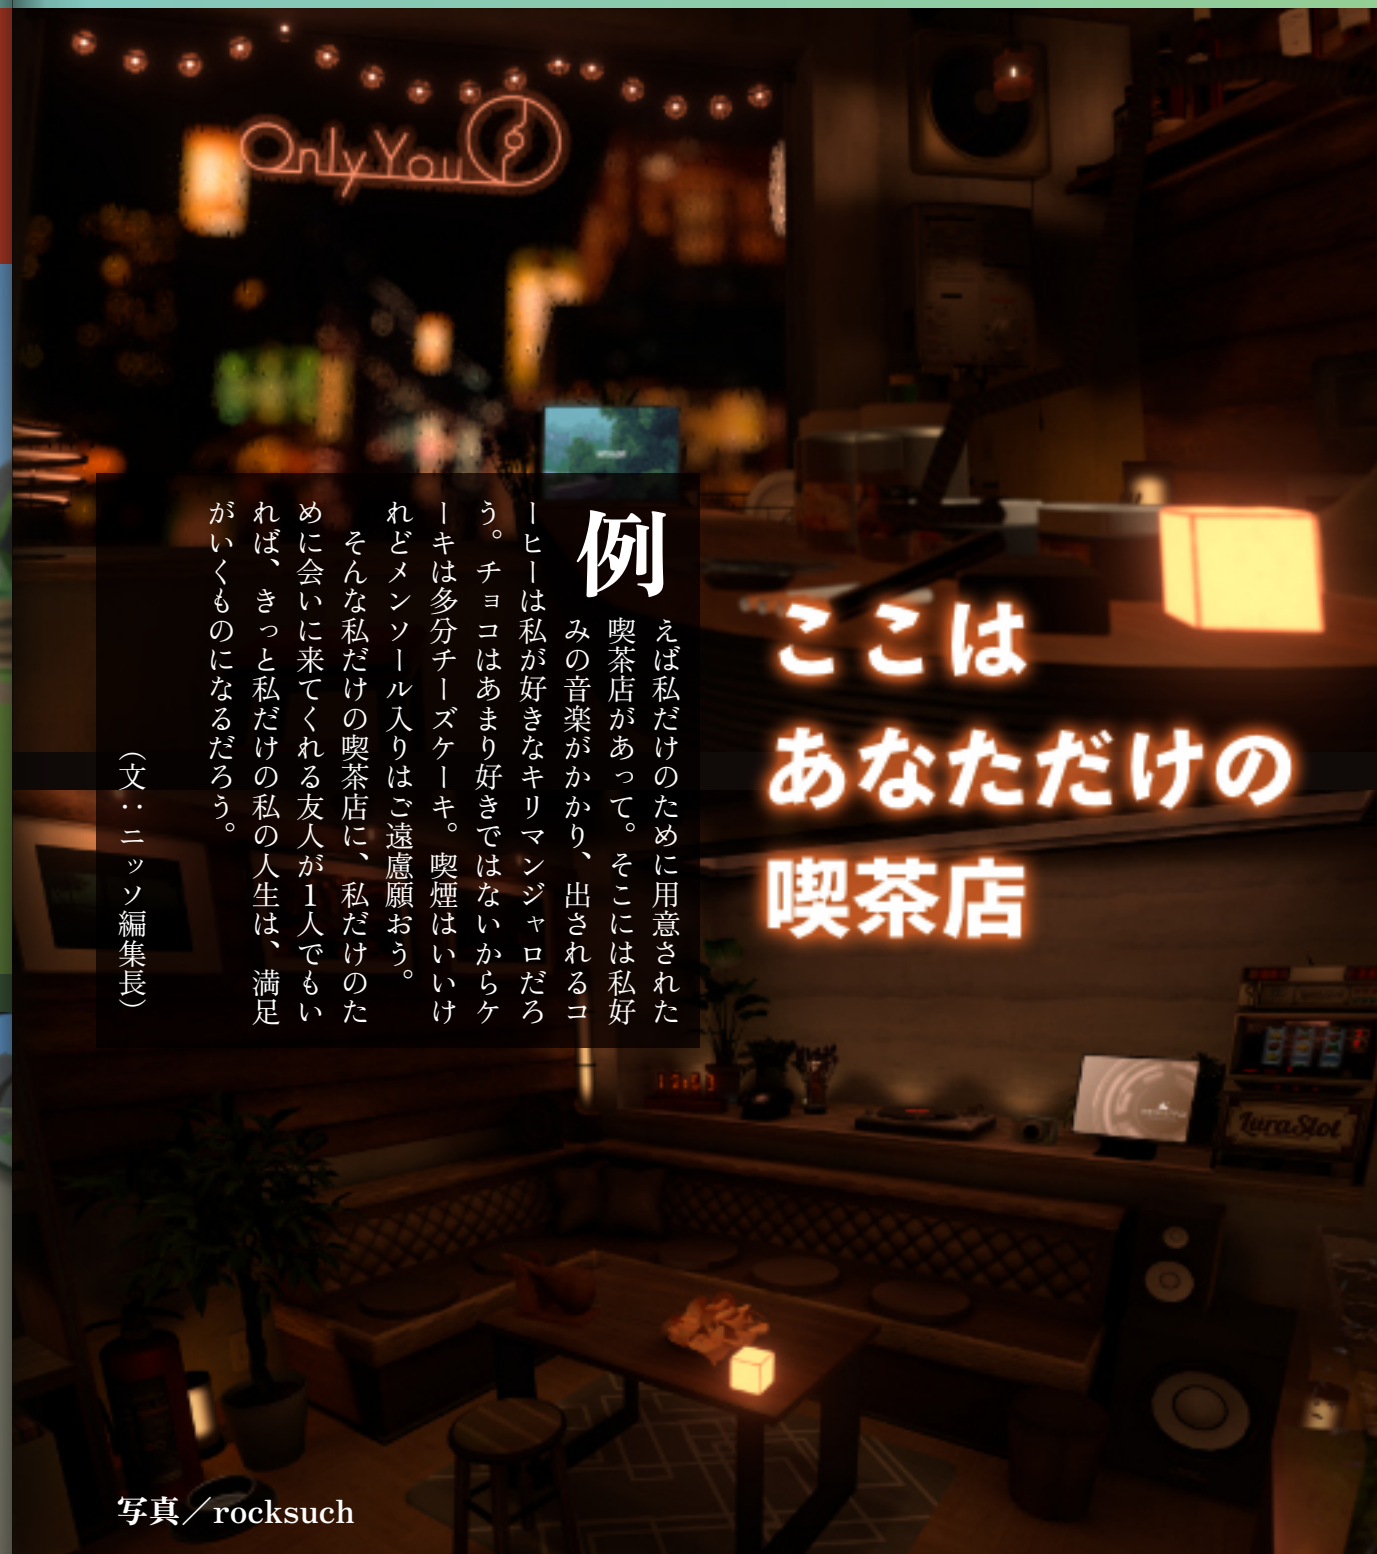 Only You
ここは
あなただけの
喫茶店
例えば私だけのために用意された
喫茶店があって。そこには私好
みの音楽がかかり、出されるコ
ーヒーは私が好きなキリマンジャロだろ
う。チョコはあまり好きではないからケ
ーキは多分チーズケーキ。喫煙はいいけ
れどメンソール入りはご遠慮願おう。
そんな私だけの喫茶店に、私だけのた
めに会いに来てくれる友人が1人でもい
れば、きっと私だけの私の人生は、満足
がいくものになるだろう。
（文：ニッソ編集長）
LuraSlot
写真／rocksuch